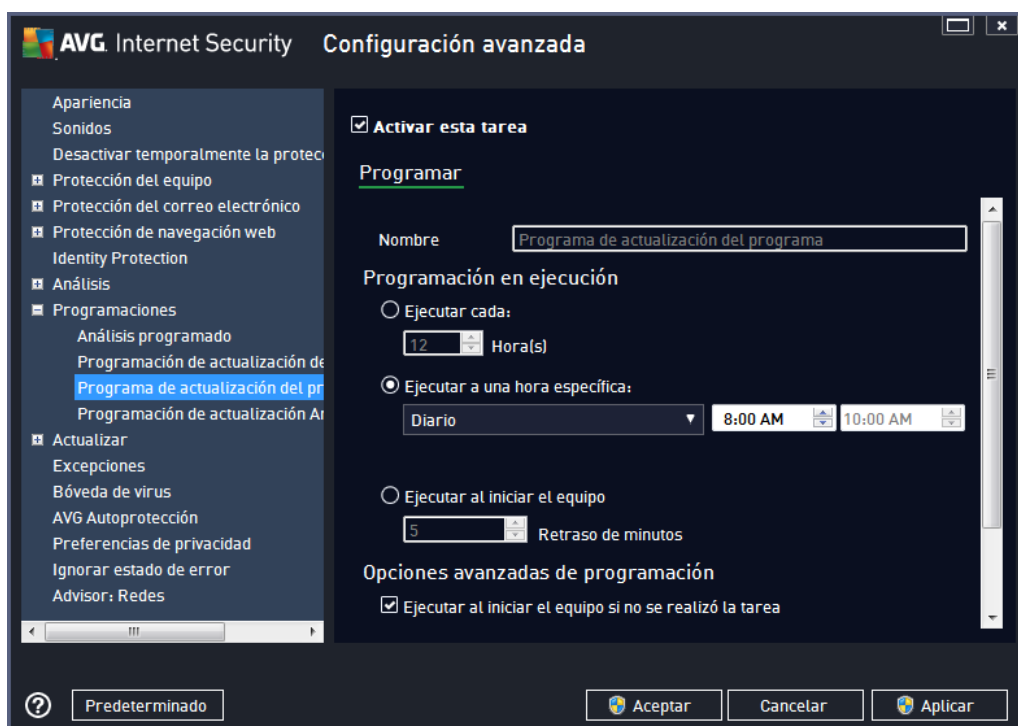 AVG. Internet Security Configuración avanzada
Apariencia
Sonidos
Desactivar temporalmente la protec
Protección del equipo
Protección del correo electrónico
Protección de navegación web
Identity Protection
Análisis
Programaciones
Análisis programado
Programación de actualización de
Programa de actualización del pr
Programación de actualización An
Actualizar
Excepciones
Bóveda de virus
AVG Autoprotección
Preferencias de privacidad
Ignorar estado de error
Advisor: Redes
Activar esta tarea
Programar
Nombre Programa de actualización del programa
Programación en ejecución
Ejecutar cada:
12 Hora(s)
Ejecutar a una hora específica:
Diario 8:00 AM 10:00 AM
Ejecutar al iniciar el equipo
5 Retraso de minutos
Opciones avanzadas de programación
Ejecutar al iniciar el equipo si no se realizó la tarea
? Predeterminado Aceptar Cancelar Aplicar